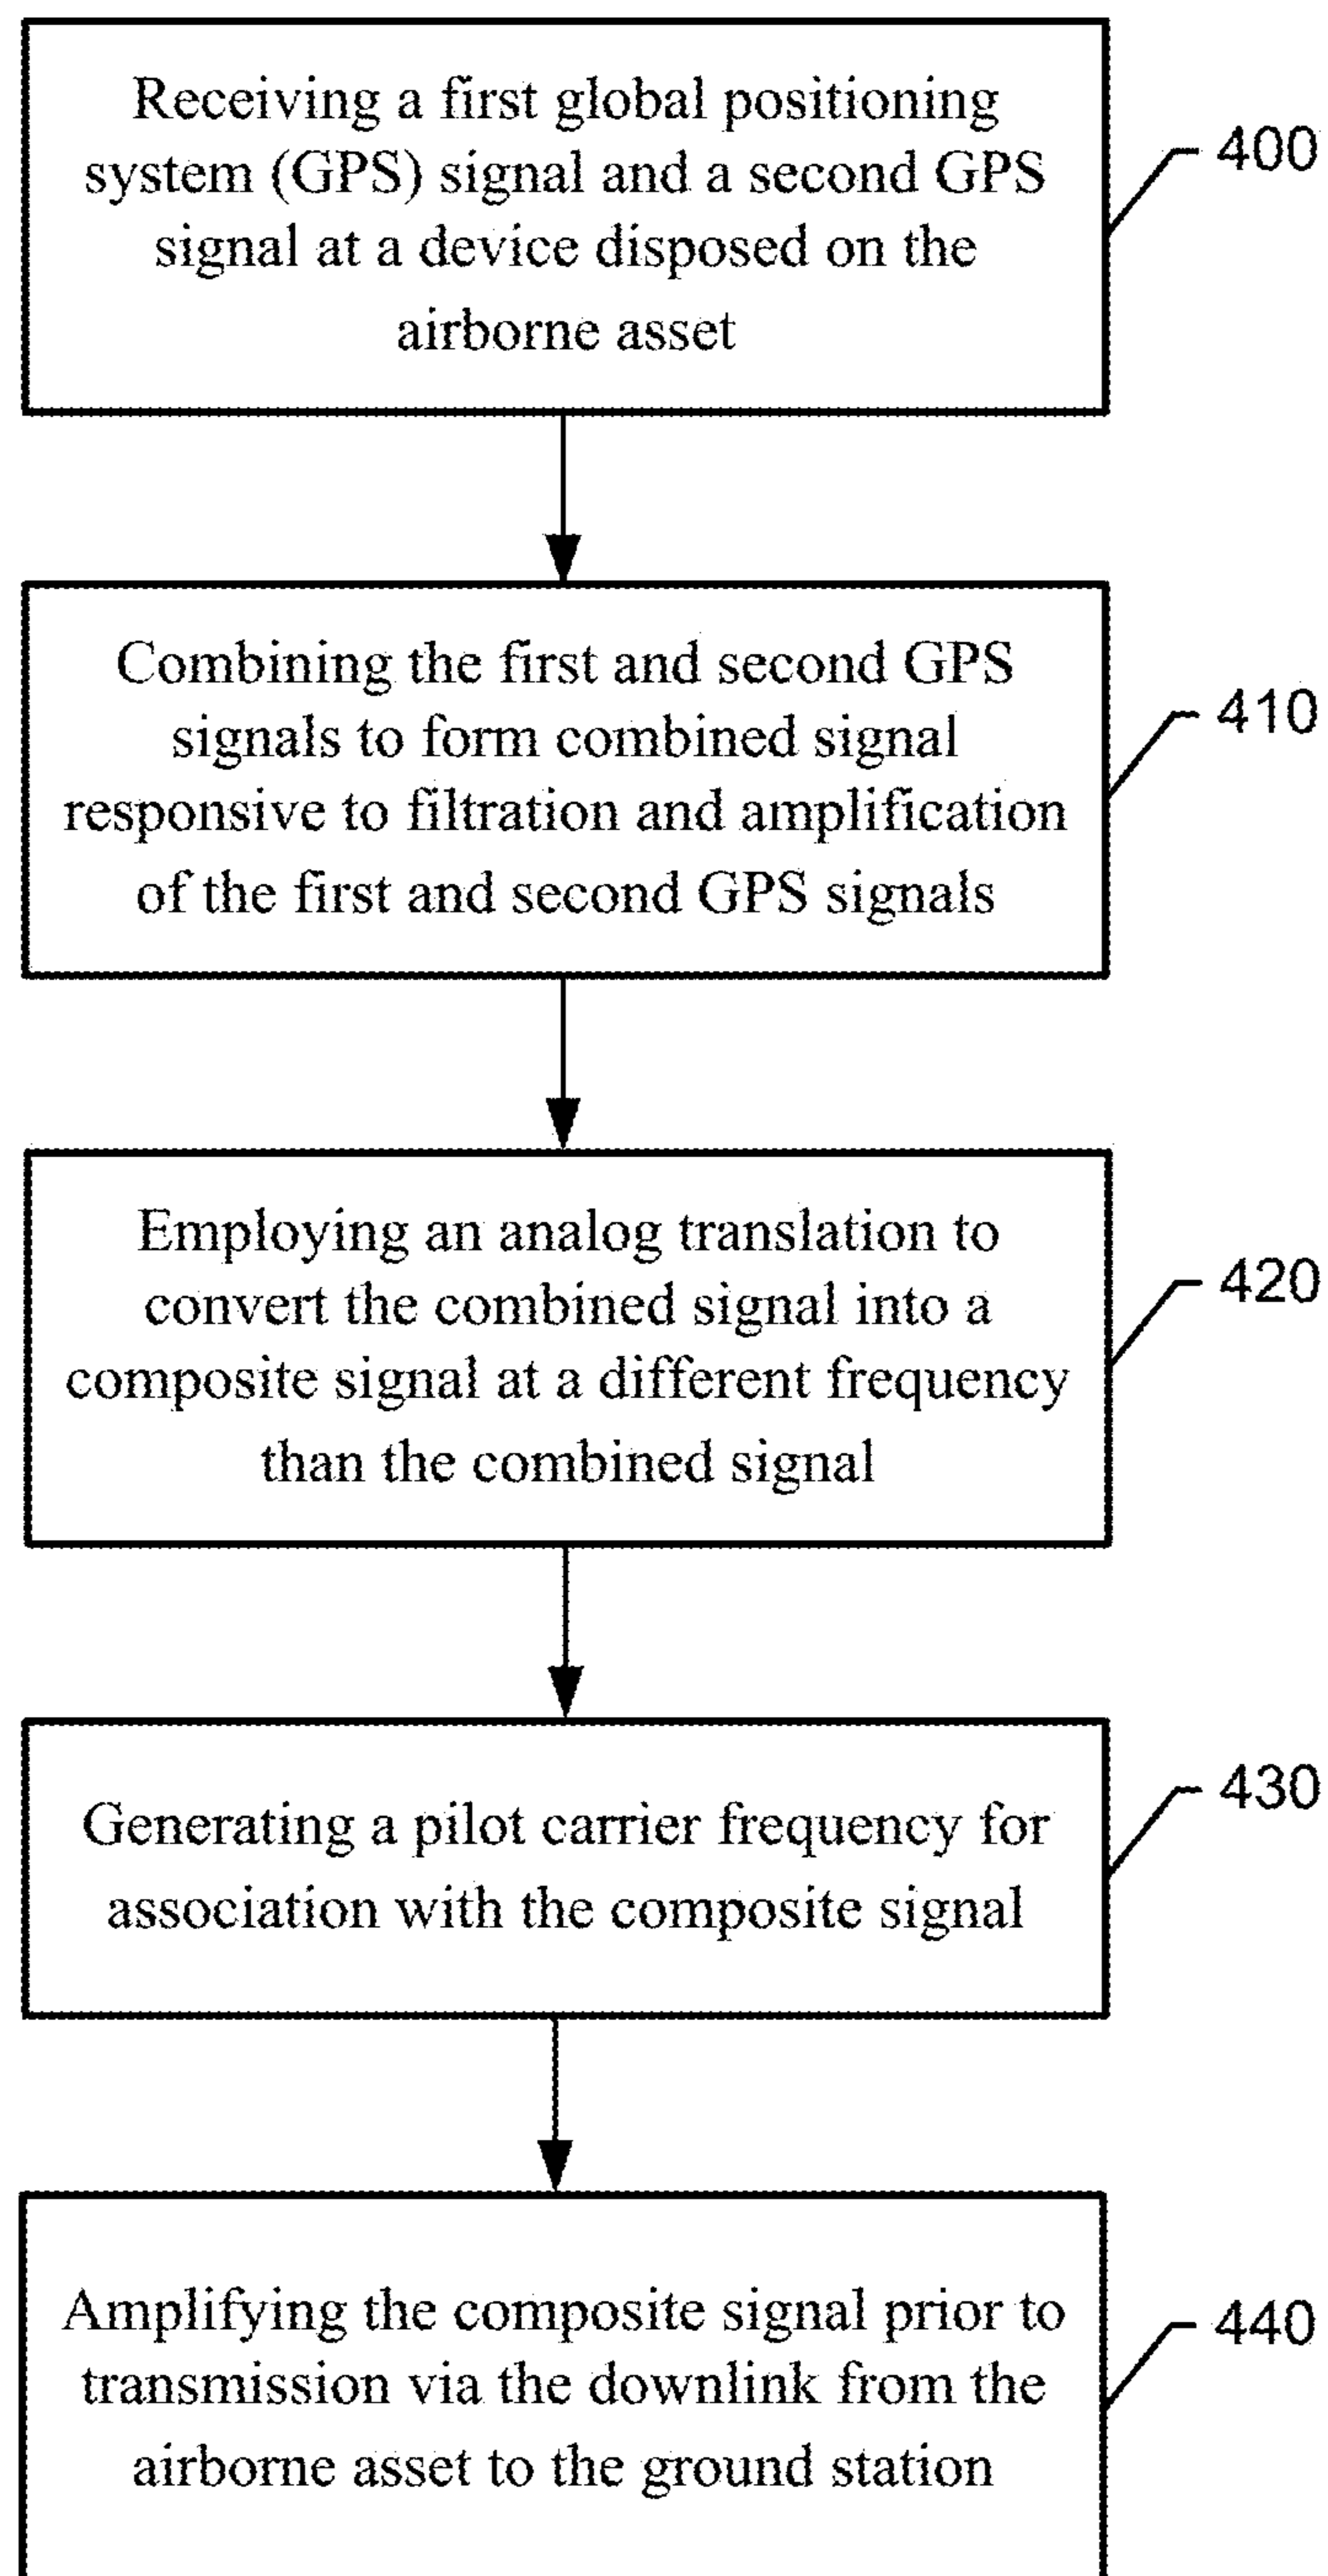 Receiving a first global positioning
system (GPS) signal and a second GPS
signal at a device disposed on the
airborne asset
400
Combining the first and second GPS
signals to form combined signal
responsive to filtration and amplification
of the first and second GPS signals
410
Employing an analog translation to
convert the combined signal into a
composite signal at a different frequency
than the combined signal
420
Generating a pilot carrier frequency for
association with the composite signal
430
Amplifying the composite signal prior to
transmission via the downlink from the
airborne asset to the ground station
440